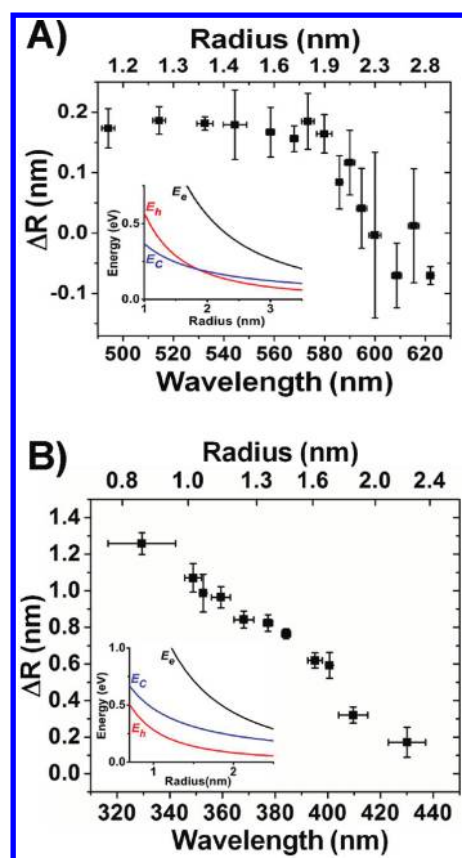 A)
Radius (nm)
1.2 1.3 1.4 1.6 1.9 2.3 2.8
0.2
0.1
0.0
-0.1
ΔR (nm)
Energy (eV)
0.5
0.0
E_h
E_C
E_e
1 2 3
Radius (nm)
500 520 540 560 580 600 620
Wavelength (nm)
B)
Radius (nm)
0.8 1.0 1.1 1.3 1.6 2.0 2.4
1.4
1.2
1.0
0.8
0.6
0.4
0.2
0.0
ΔR (nm)
Energy (eV)
1.0
0.5
0.0
E_e
E_C
E_h
1 2
Radius(nm)
320 340 360 380 400 420 440
Wavelength (nm)